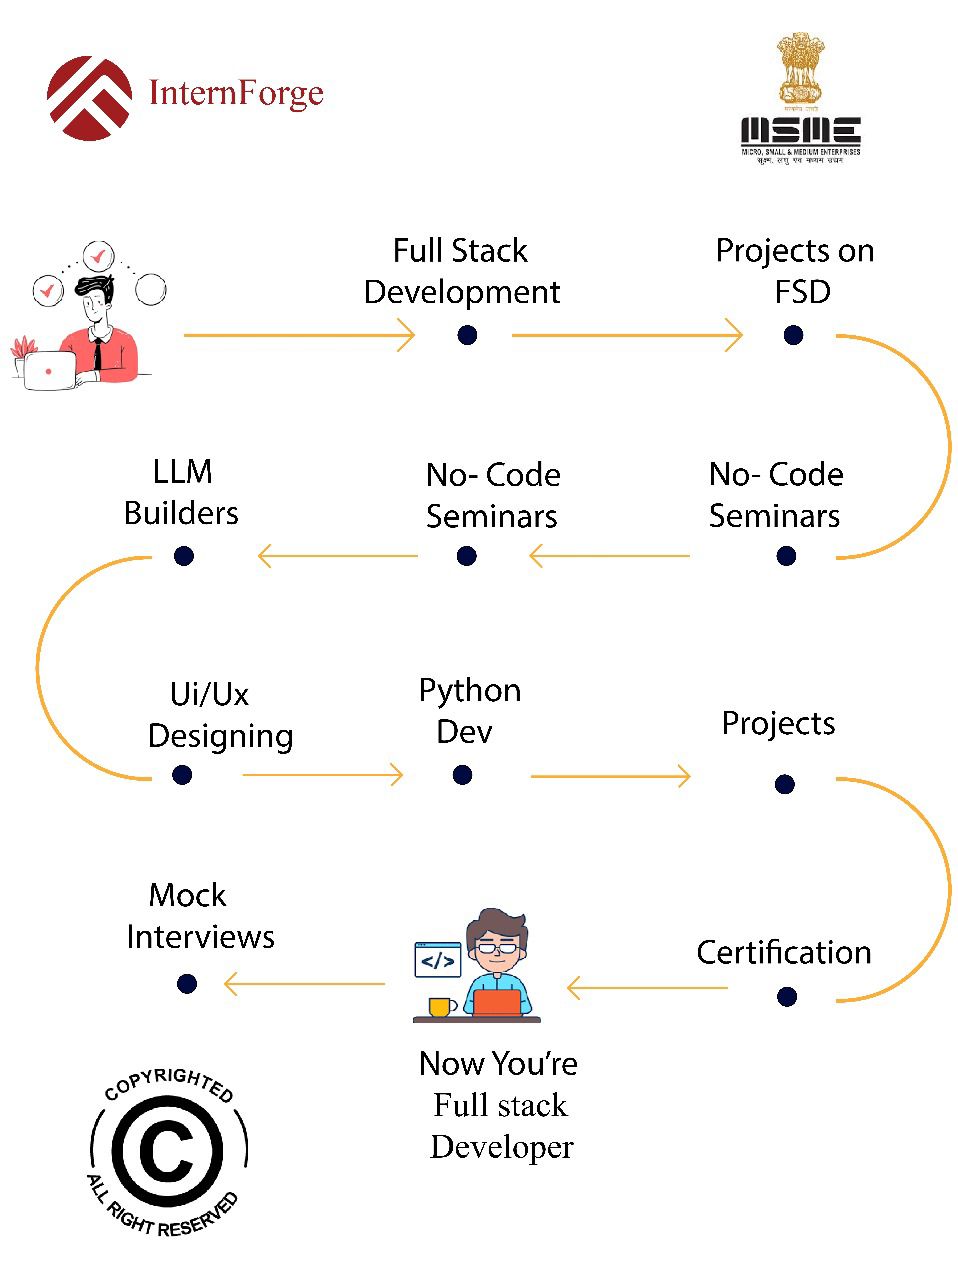 InternForge
सत्यमेव जयते
MSME
MICRO, SMALL & MEDIUM ENTERPRISES
सूक्ष्म, लघु एवं मध्यम उद्यम
Full Stack
Development
Projects on
FSD
LLM
Builders
No- Code
Seminars
No- Code
Seminars
Ui/Ux
Designing
Python
Dev
Projects
Mock
Interviews
</>
Certification
Now You’re
Full stack
Developer
COPYRIGHTED
C
ALL RIGHT RESERVED